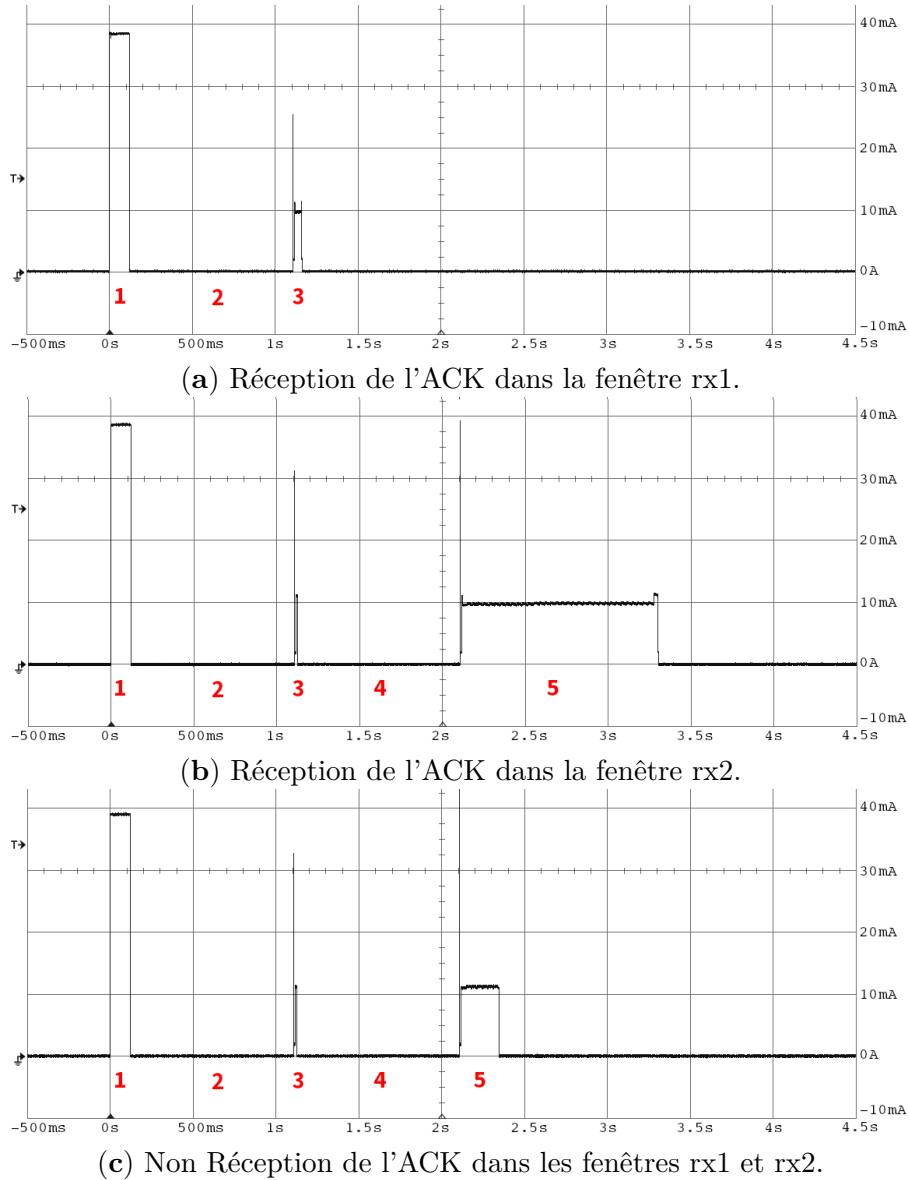 40mA
30mA
20mA
T
10mA
0A
1 2 3
-10mA
-500ms 0s 500ms 1s 1.5s 2s 2.5s 3s 3.5s 4s 4.5s
(a) Réception de l'ACK dans la fenêtre rx1.
40mA
30mA
T
20mA
10mA
0A
1 2 3 4 5
-10mA
-500ms 0s 500ms 1s 1.5s 2s 2.5s 3s 3.5s 4s 4.5s
(b) Réception de l'ACK dans la fenêtre rx2.
40mA
T
30mA
20mA
10mA
0A
1 2 3 4 5
-10mA
-500ms 0s 500ms 1s 1.5s 2s 2.5s 3s 3.5s 4s 4.5s
(c) Non Réception de l'ACK dans les fenêtres rx1 et rx2.